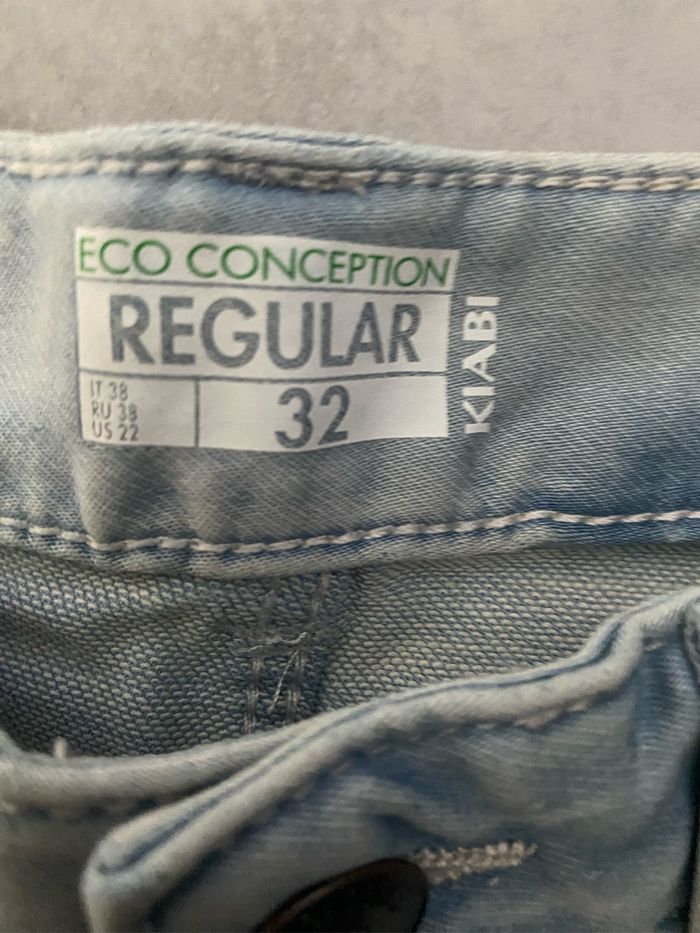 ECO CONCEPTION
REGULAR
IT 38
RU 38
US 22
32
KIABI